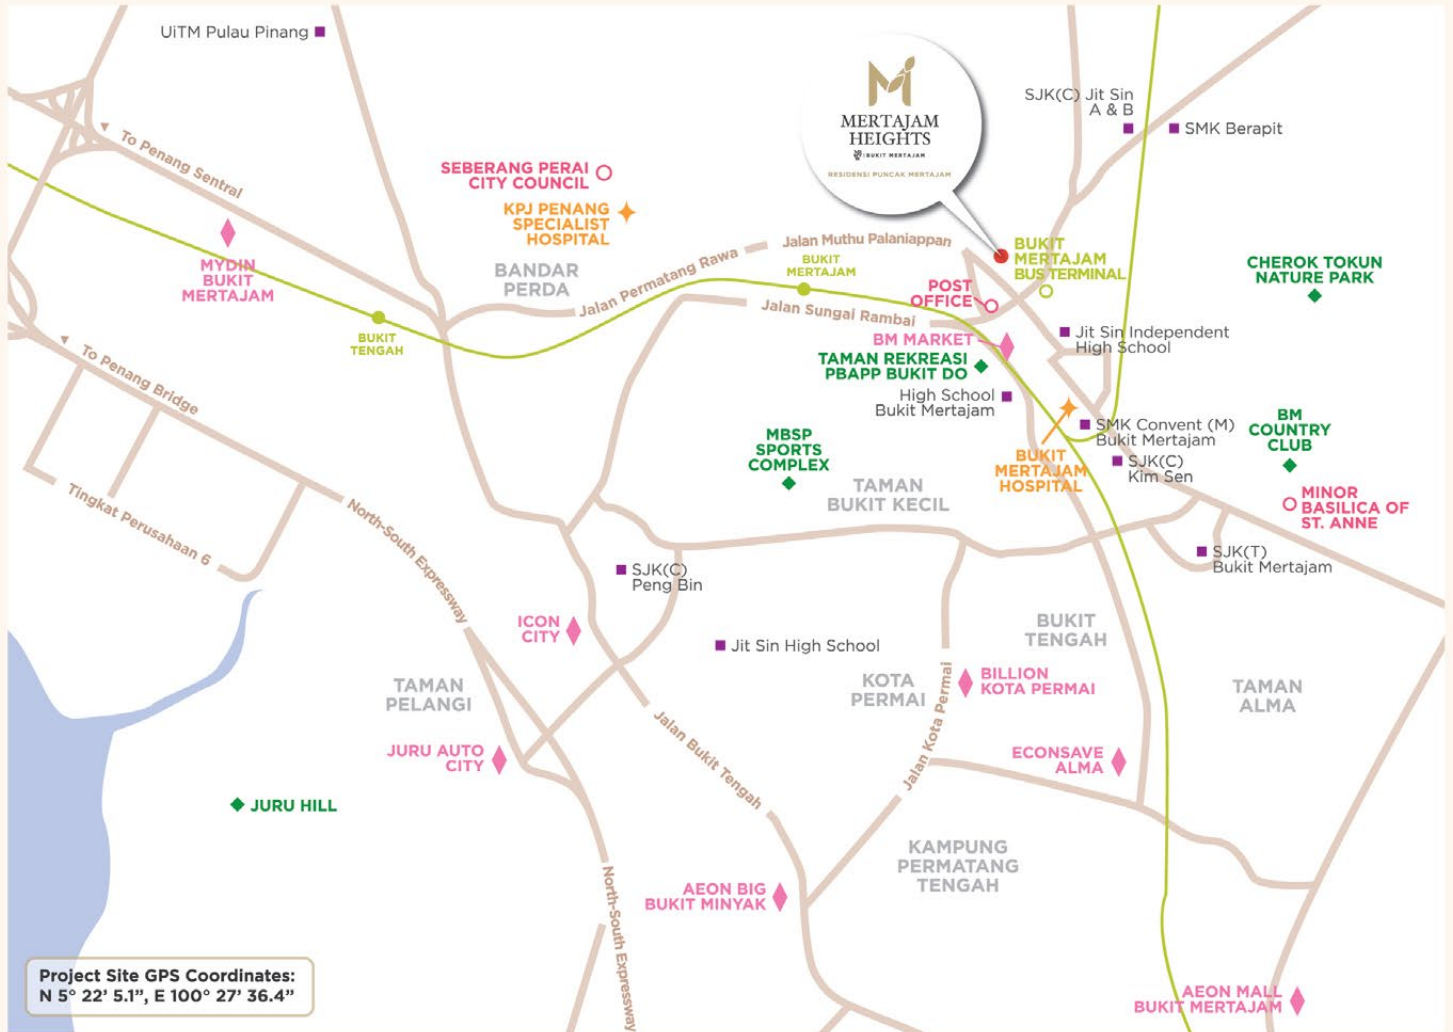 UiTM Pulau Pinang
MERTAJAM
HEIGHTS
BUKIT MERTAJAM
RESIDENSI PUNCAK MERTAJAM
SJK(C) Jit Sin
A & B
SMK Berapit
To Penang Sentral
SEBERANG PERAI
CITY COUNCIL
KPJ PENANG
SPECIALIST
HOSPITAL
MYDIN
BUKIT
MERTAJAM
BANDAR
PERDA
Jalan Permatang Rawa
Jalan Muthu Palaniappan
BUKIT
MERTAJAM
BUKIT
MERTAJAM
BUS TERMINAL
CHEROK TOKUN
NATURE PARK
POST
OFFICE
Jalan Sungai Rambai
BUKIT
TENGAH
BM MARKET
Jit Sin Independent
High School
TAMAN REKREASI
PBAPP BUKIT DO
To Penang Bridge
High School
Bukit Mertajam
SMK Convent (M)
Bukit Mertajam
BM
COUNTRY
CLUB
MBSP
SPORTS
COMPLEX
BUKIT
MERTAJAM
HOSPITAL
SJK(C)
Kim Sen
TAMAN
BUKIT KECIL
MINOR
BASILICA OF
ST. ANNE
Tingkat Perusahaan 6
North-South Expressway
SJK(T)
Bukit Mertajam
SJK(C)
Peng Bin
ICON
CITY
BUKIT
TENGAH
Jit Sin High School
TAMAN
PELANGI
KOTA
PERMAI
BILLION
KOTA PERMAI
TAMAN
ALMA
Jalan Kota Permai
Jalan Bukit Tengah
JURU AUTO
CITY
ECONSAVE
ALMA
JURU HILL
KAMPUNG
PERMATANG
TENGAH
AEON BIG
BUKIT MINYAK
North-South Expressway
Project Site GPS Coordinates:
N 5° 22’ 5.1”, E 100° 27’ 36.4”
AEON MALL
BUKIT MERTAJAM